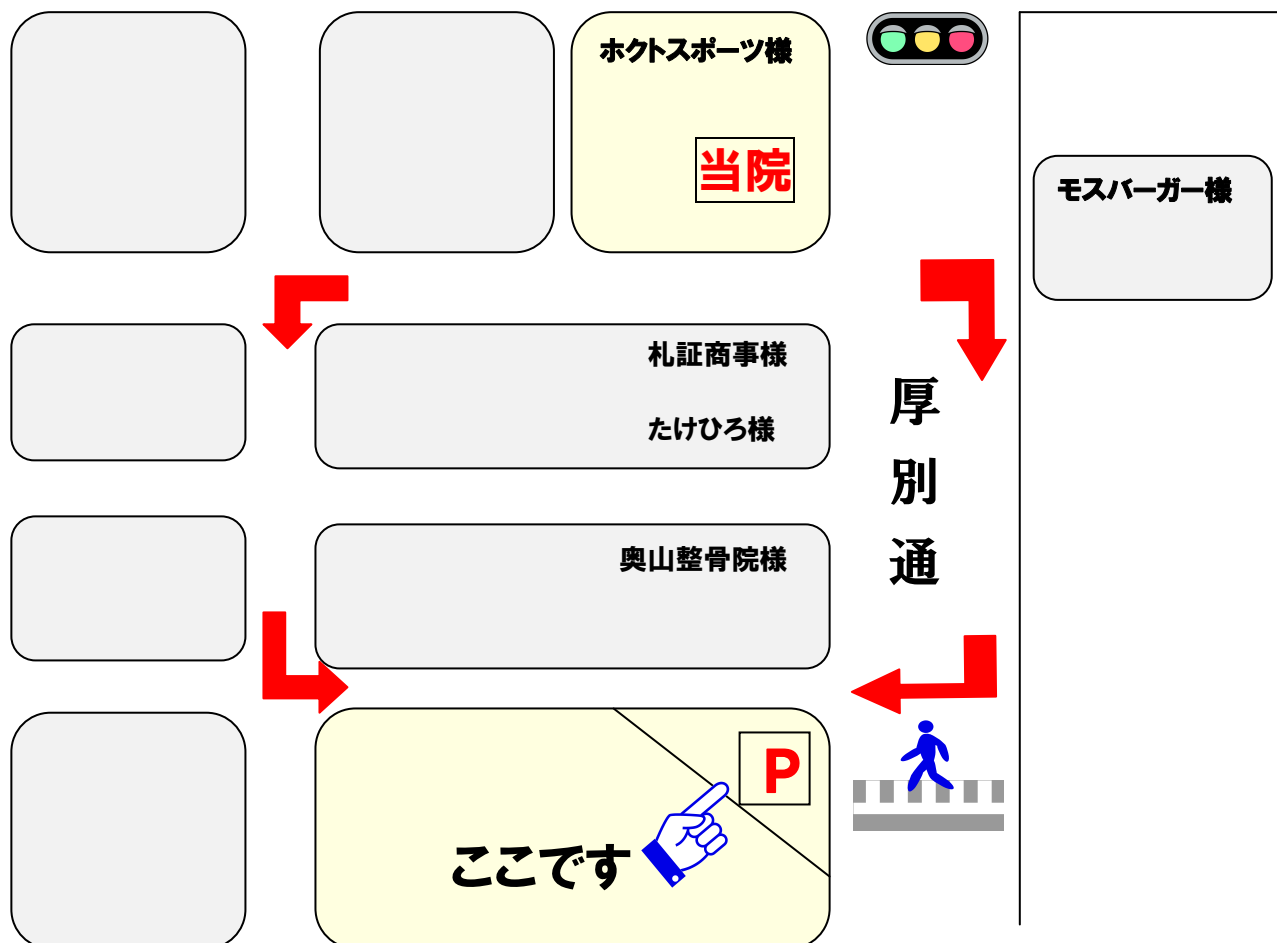 ホクトスポーツ様
当院
モスバーガー様
札証商事様
たけひろ様
厚別通
奥山整骨院様
P
ここです